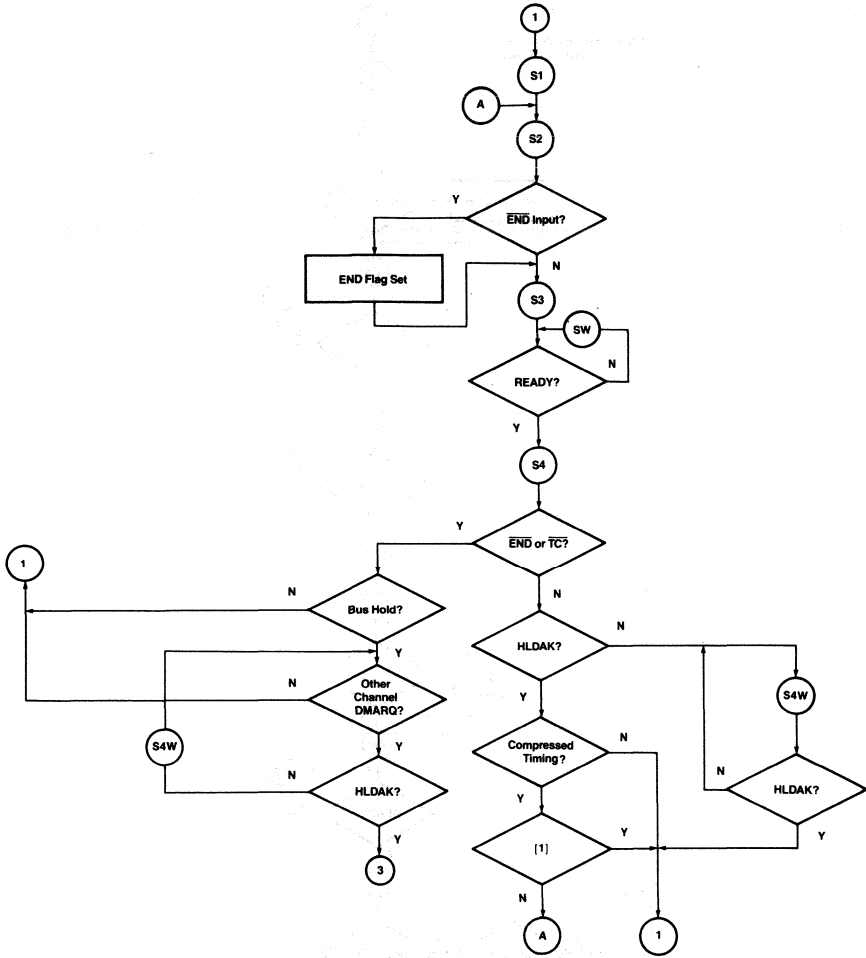 1
S1
A
S2
Y
END Input?
END Flag Set
N
S3
SW
READY?
N
Y
S4
Y
END or TC?
1
N
Bus Hold?
N
Y
HLDAK?
N
Other
Channel
DMARQ?
N
S4W
Y
S4W
Y
Compressed
Timing?
N
N
HLDAK?
N
HLDAK?
Y
Y
Y
[1]
Y
3
N
A
1